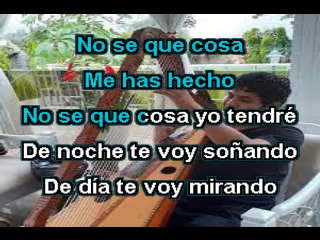 No se que cosa
Me has hecho
No se que cosa yo tendré
De noche te voy soñando
De día te voy mirando